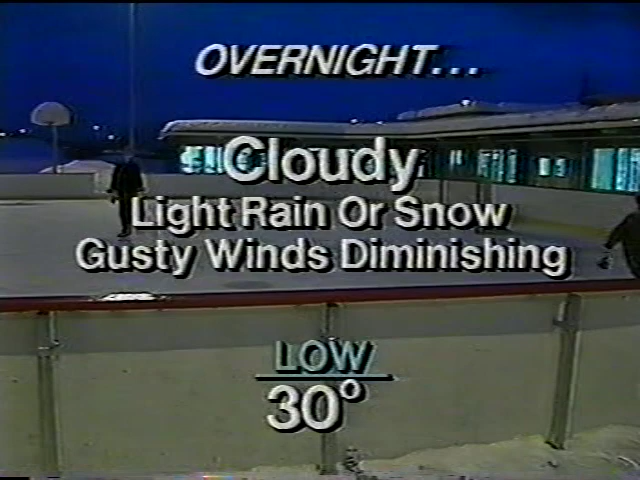 OVERNIGHT...
Cloudy
Light Rain Or Snow
Gusty Winds Diminishing
LOW
30°